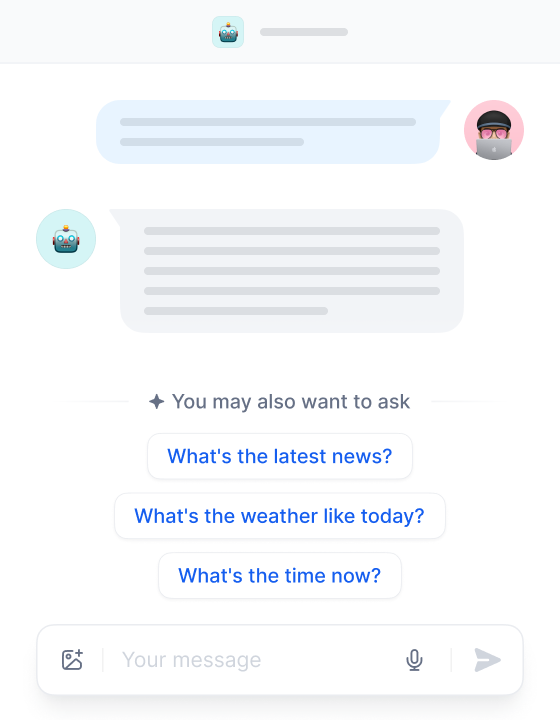 You may also want to ask
What's the latest news?
What's the weather like today?
What's the time now?
Your message